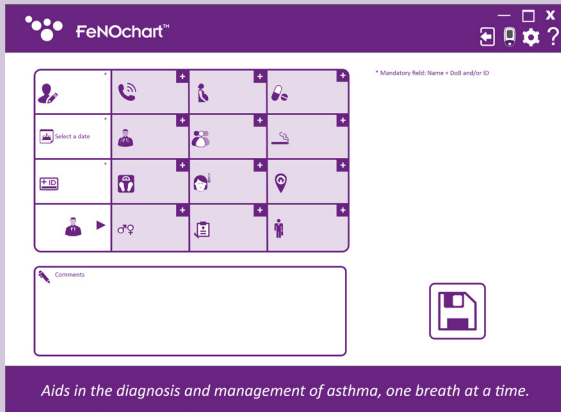 FeNOchart™
* Mandatory field: Name + DoB and/or ID
Select a date
+ID
Comments
Aids in the diagnosis and management of asthma, one breath at a time.